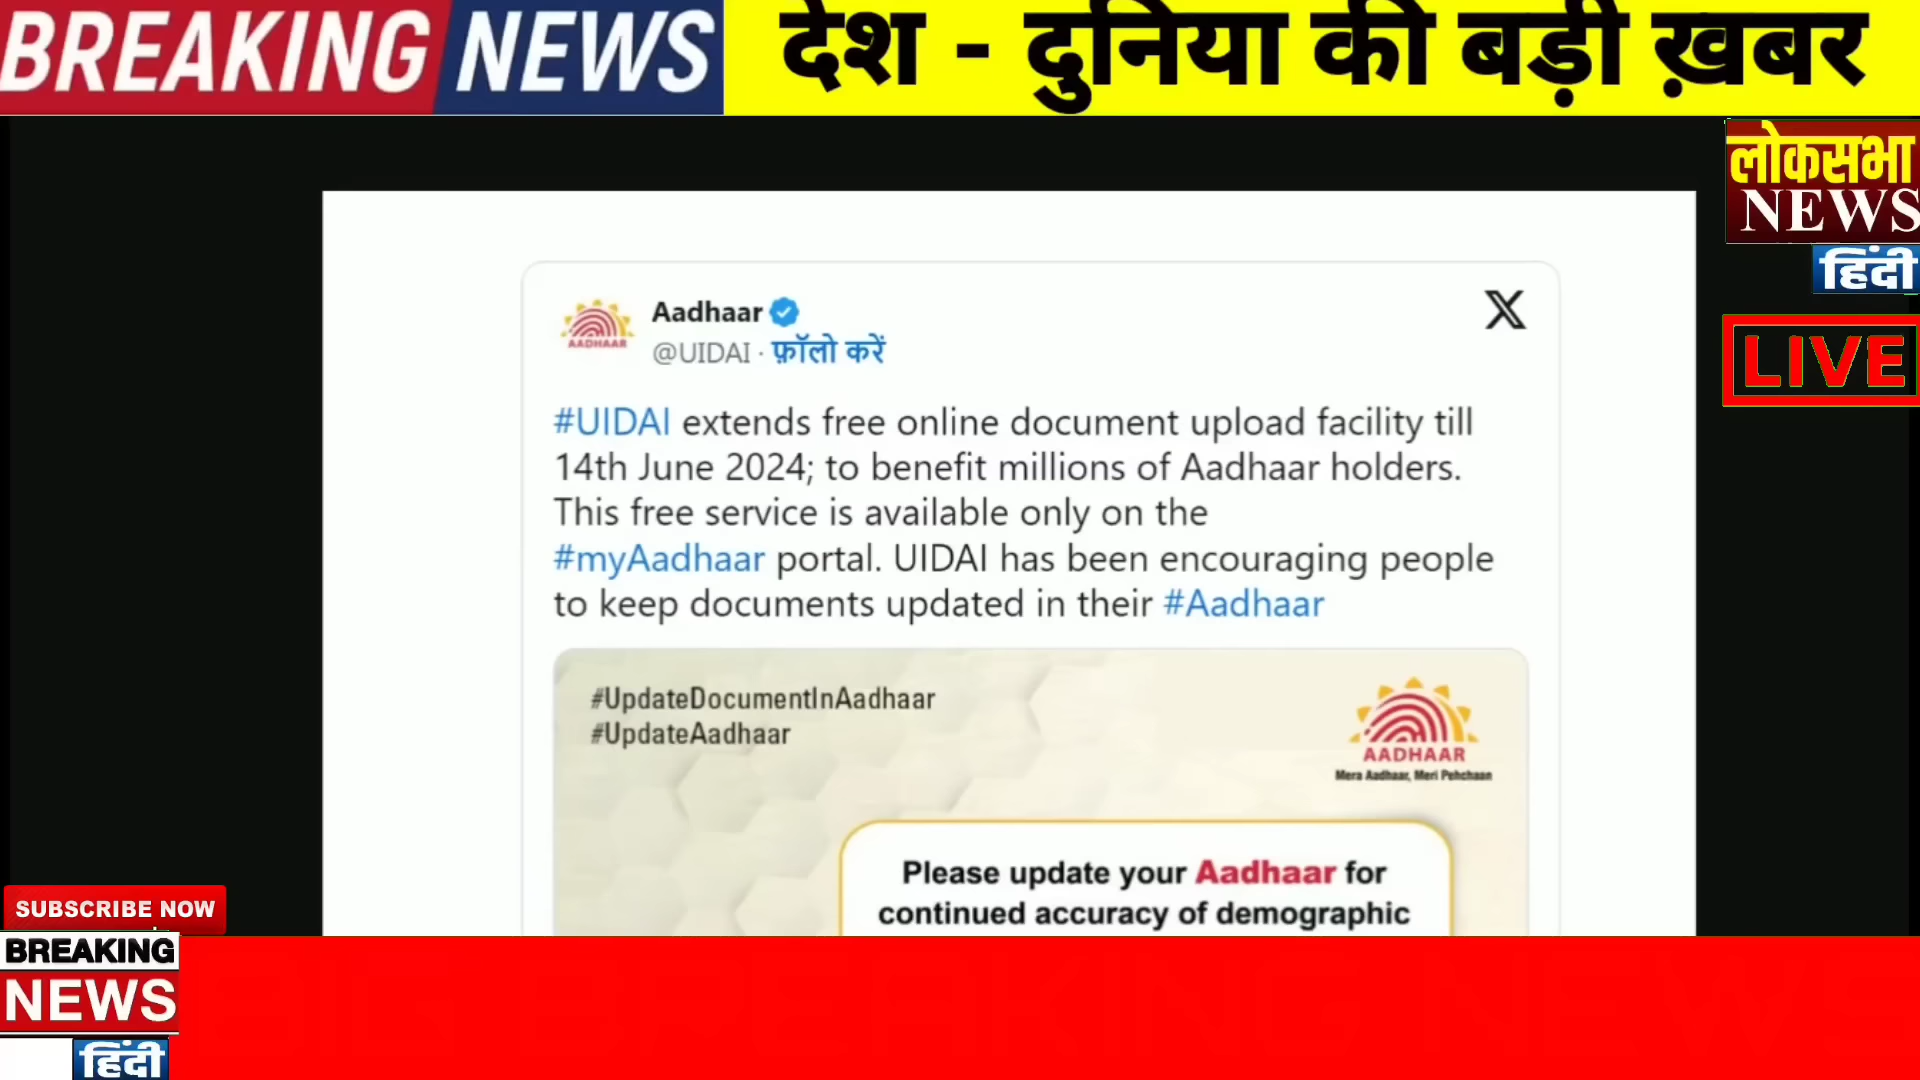 BREAKING NEWS
देश - दुनिया की बड़ी ख़बर
लोकसभा
NEWS
हिंदी
LIVE
Aadhaar
@UIDAI · फ़ॉलो करें
#UIDAI extends free online document upload facility till
14th June 2024; to benefit millions of Aadhaar holders.
This free service is available only on the
#myAadhaar portal. UIDAI has been encouraging people
to keep documents updated in their #Aadhaar
AADHAAR
#UpdateDocumentInAadhaar
#UpdateAadhaar
AADHAAR
Mera Aadhaar, Meri Pehchaan
Please update your Aadhaar for
continued accuracy of demographic
SUBSCRIBE NOW
BREAKING
NEWS
हिंदी